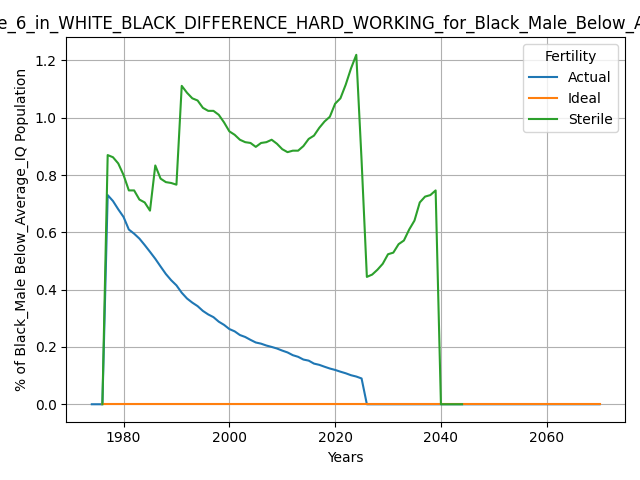 e_6_in_WHITE_BLACK_DIFFERENCE_HARD_WORKING_for_Black_Male_Below_A
Fertility
Actual
Ideal
Sterile
% of Black_Male Below_Average_IQ Population
1.2
1.0
0.8
0.6
0.4
0.2
0.0
1980 2000 2020 2040 2060
Years